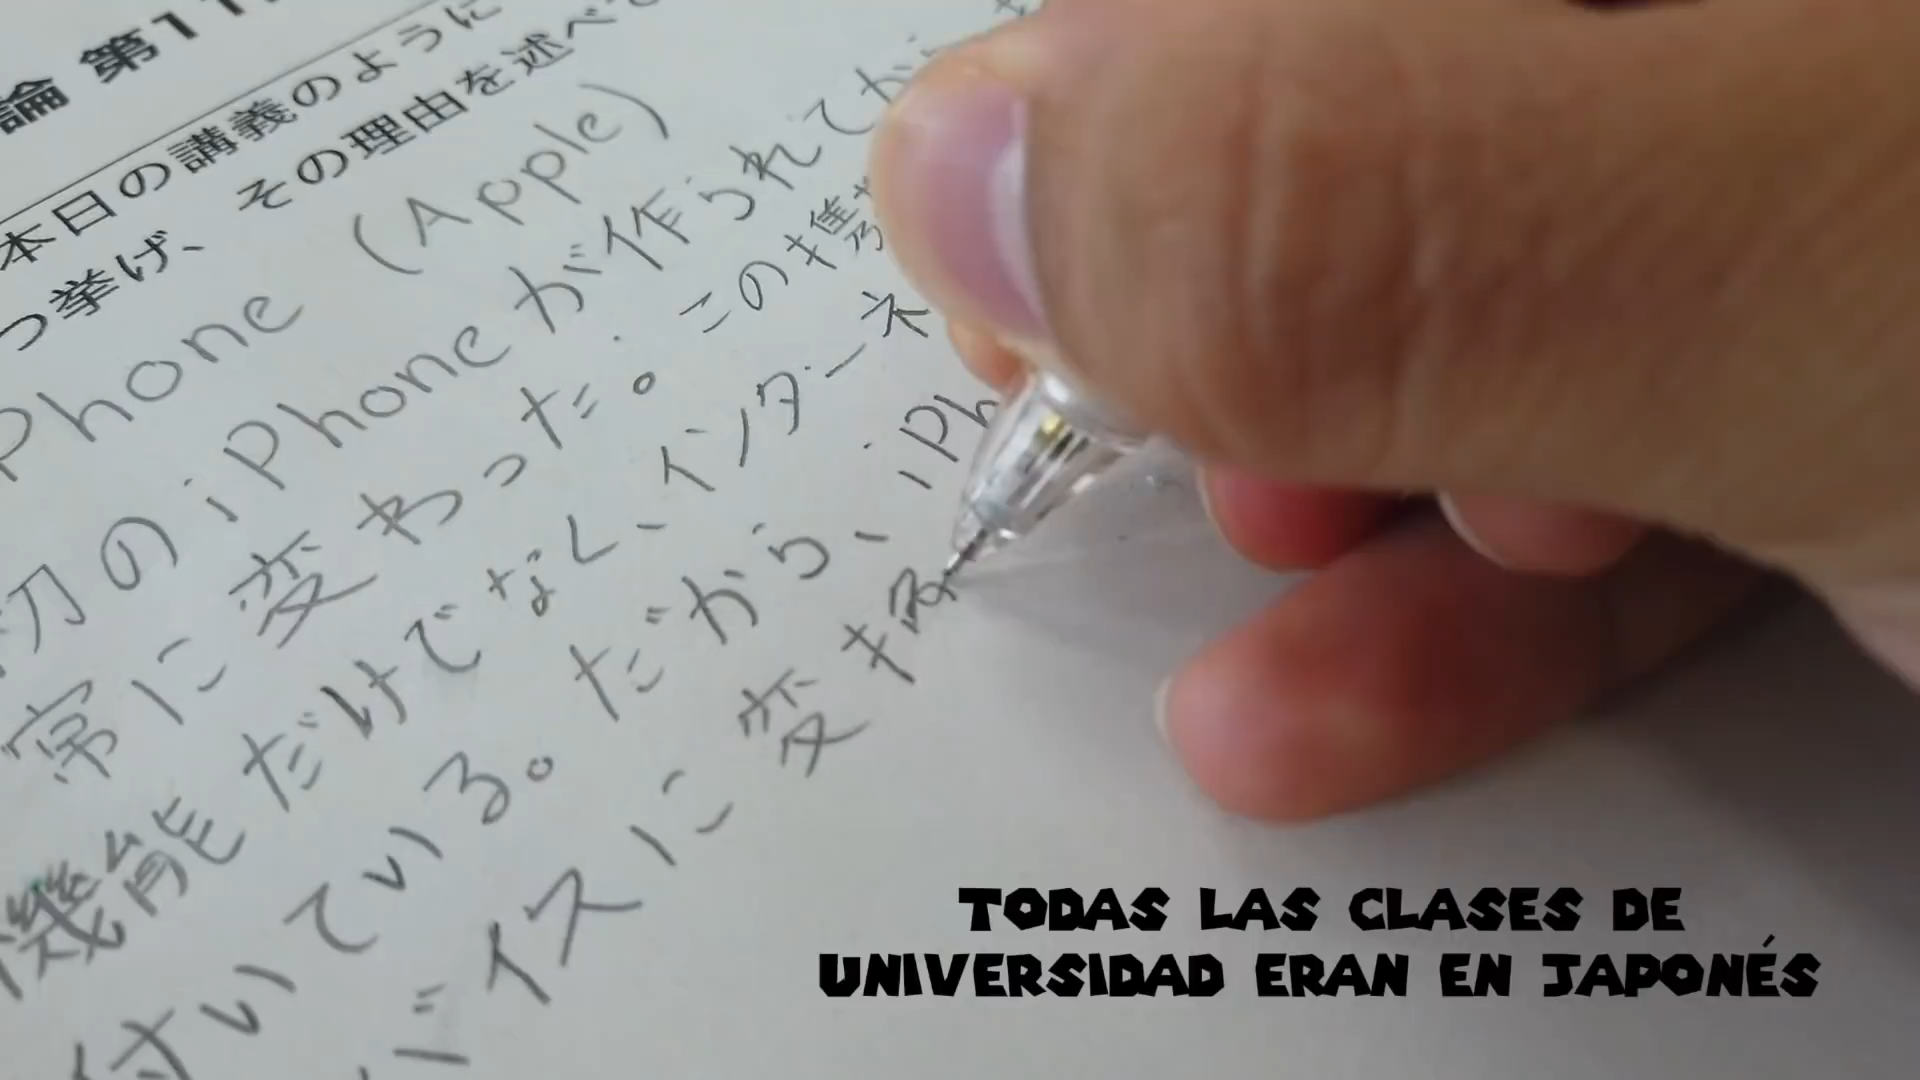 論 第11
本日の講義のように
つ挙げ、その理由を述べ
Phone (Apple)
のiPhoneが作られてから
常に変わった。この携
機能だけでなく、インターネ
付いている。だから、iPh
バイスに変
TODAS LAS CLASES DE
UNIVERSIDAD ERAN EN JAPONÉS